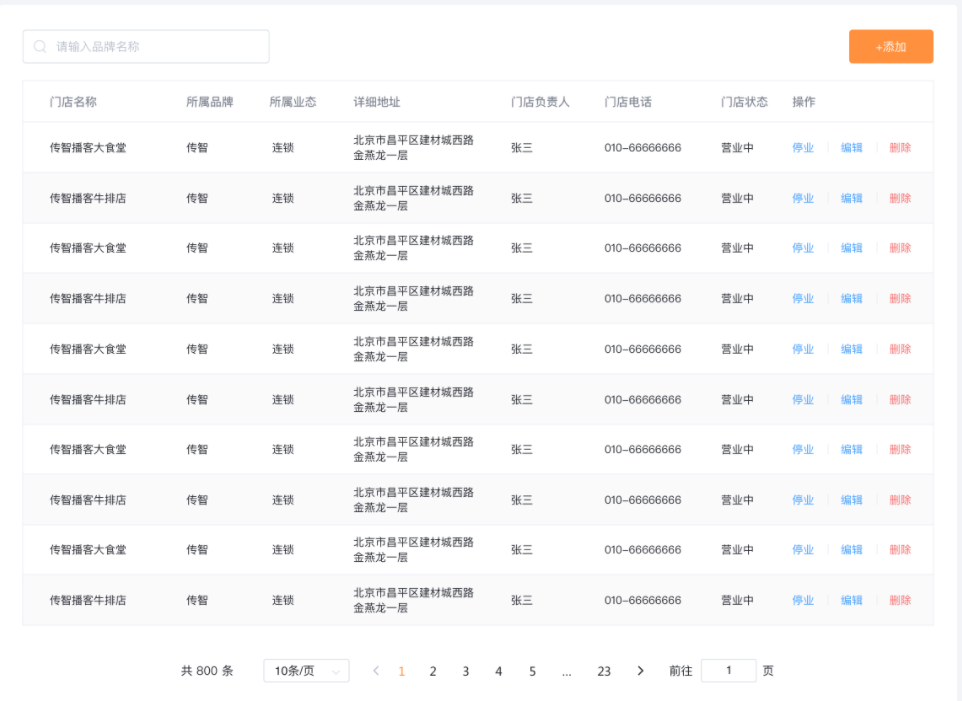 请输入品牌名称
+添加
门店名称 所属品牌 所属业态 详细地址 门店负责人 门店电话 门店状态 操作
传智播客大食堂 传智 连锁 北京市昌平区建材城西路 张三 010-66666666 营业中 停业 编辑 删除
金燕龙一层
传智播客牛排店 传智 连锁 北京市昌平区建材城西路 张三 010-66666666 营业中 停业 编辑 删除
金燕龙一层
传智播客大食堂 传智 连锁 北京市昌平区建材城西路 张三 010-66666666 营业中 停业 编辑 删除
金燕龙一层
传智播客牛排店 传智 连锁 北京市昌平区建材城西路 张三 010-66666666 营业中 停业 编辑 删除
金燕龙一层
传智播客大食堂 传智 连锁 北京市昌平区建材城西路 张三 010-66666666 营业中 停业 编辑 删除
金燕龙一层
传智播客牛排店 传智 连锁 北京市昌平区建材城西路 张三 010-66666666 营业中 停业 编辑 删除
金燕龙一层
传智播客大食堂 传智 连锁 北京市昌平区建材城西路 张三 010-66666666 营业中 停业 编辑 删除
金燕龙一层
传智播客牛排店 传智 连锁 北京市昌平区建材城西路 张三 010-66666666 营业中 停业 编辑 删除
金燕龙一层
传智播客大食堂 传智 连锁 北京市昌平区建材城西路 张三 010-66666666 营业中 停业 编辑 删除
金燕龙一层
传智播客牛排店 传智 连锁 北京市昌平区建材城西路 张三 010-66666666 营业中 停业 编辑 删除
金燕龙一层
共 800 条 10条/页 < 1 2 3 4 5 ... 23 > 前往 1 页